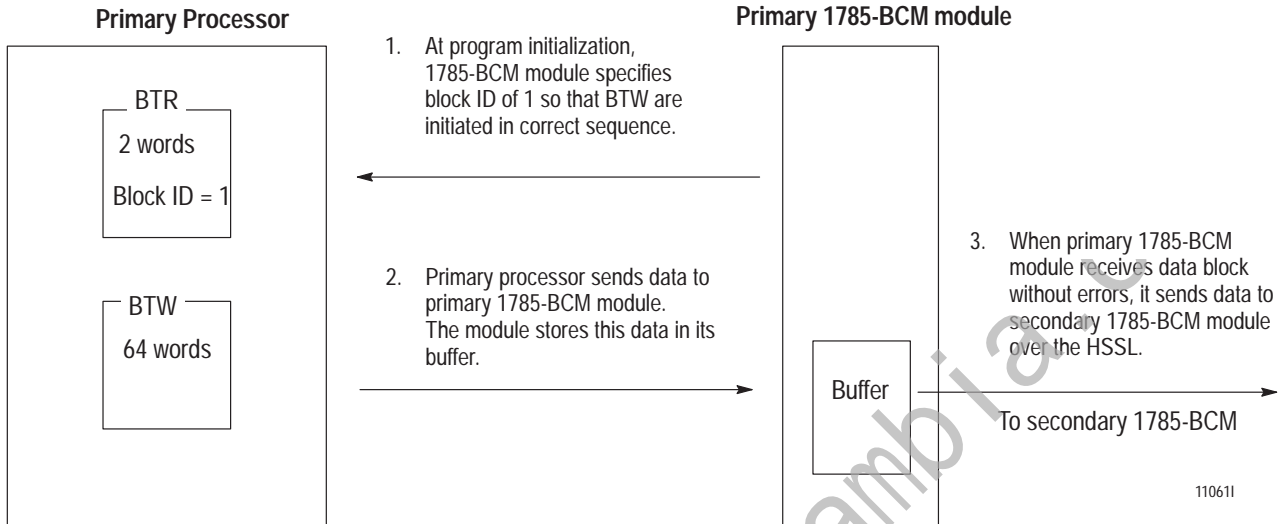 Primary Processor
Primary 1785-BCM module
BTR
2 words
Block ID = 1
BTW
64 words
1. At program initialization,
1785-BCM module specifies
block ID of 1 so that BTW are
initiated in correct sequence.
2. Primary processor sends data to
primary 1785-BCM module.
The module stores this data in its
buffer.
Buffer
3. When primary 1785-BCM
module receives data block
without errors, it sends data to
secondary 1785-BCM module
over the HSSL.
To secondary 1785-BCM
11061I